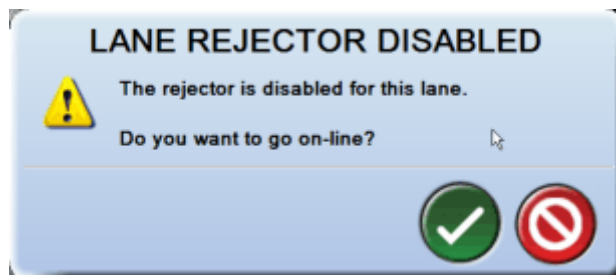 LANE REJECTOR DISABLED
The rejector is disabled for this lane.
Do you want to go on-line?